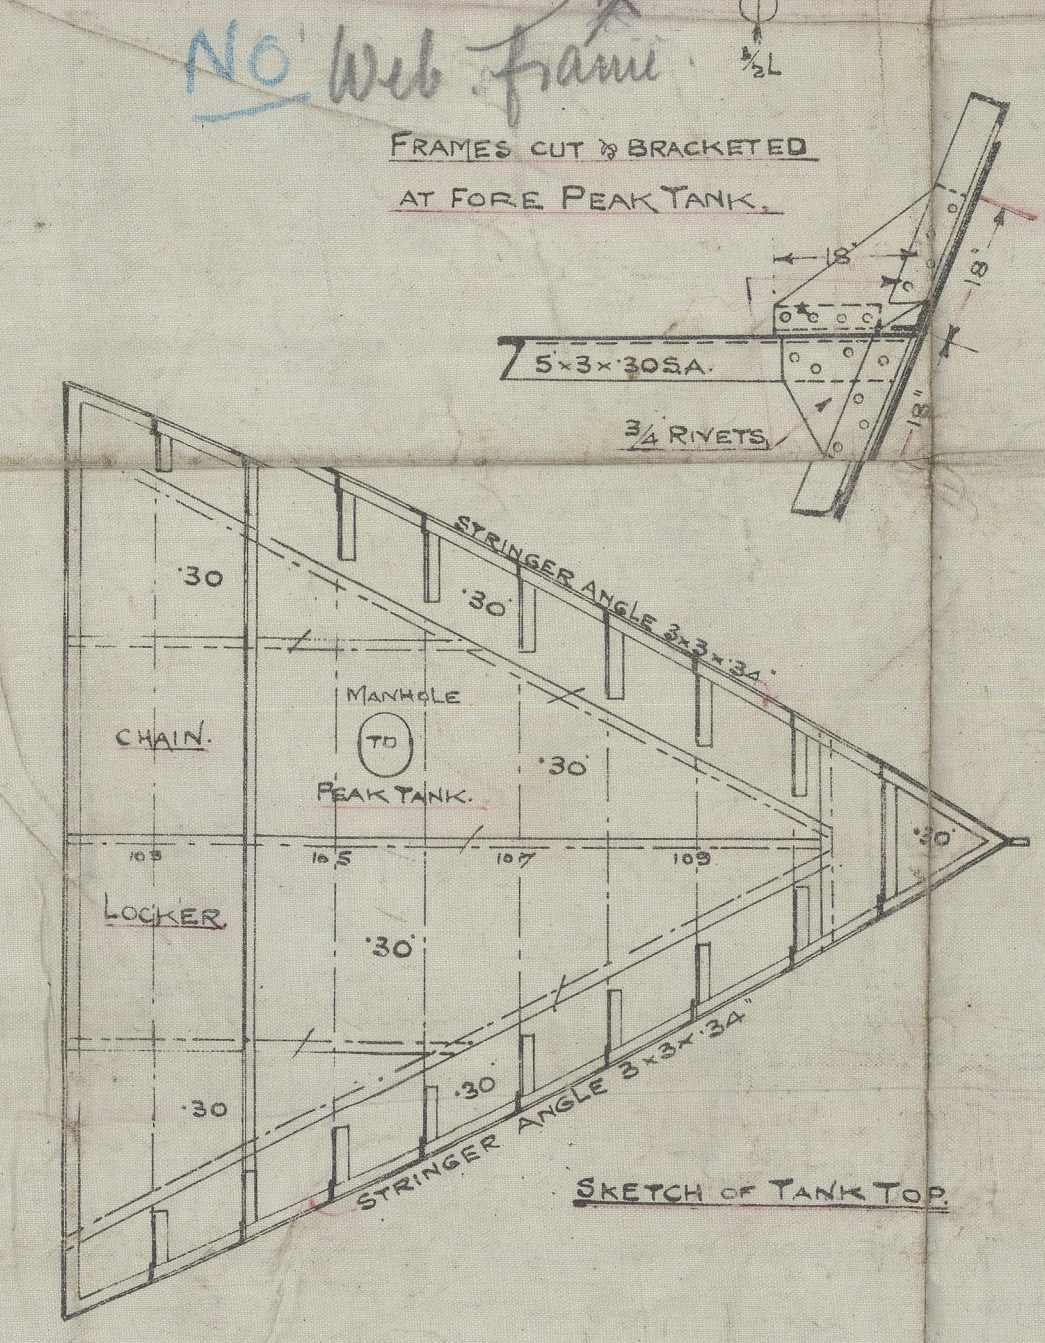 NO Web frame.
½L
FRAMES CUT & BRACKETED
AT FORE PEAK TANK.
18"
18"
5×3×·30 S.A.
18"
3/4 RIVETS
STRINGER ANGLE 3×3×·34"
·30
·30
MANHOLE
TO
PEAK TANK.
CHAIN.
·30
·30
103
105
107
109
LOCKER.
·30
·30
·30
STRINGER ANGLE 3×3×·34"
SKETCH OF TANK TOP.